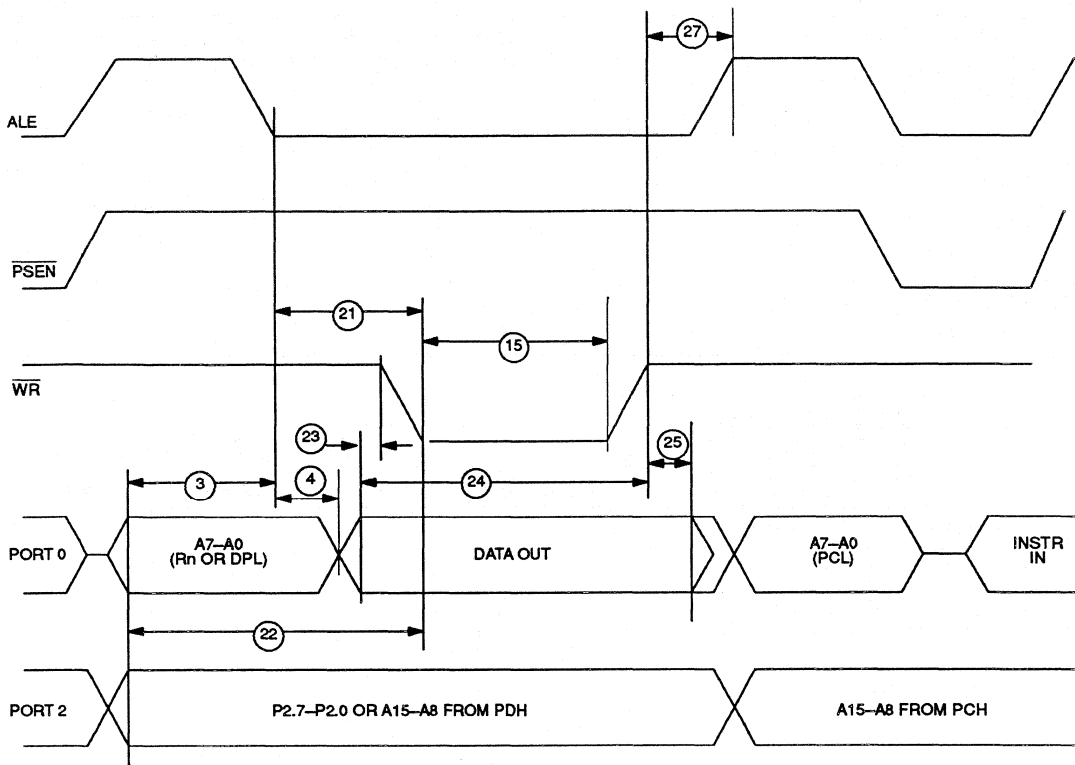 27
ALE
PSEN
21
15
WR
23
25
3
4
24
PORT 0
A7–A0
(Rn OR DPL)
DATA OUT
A7–A0
(PCL)
INSTR
IN
22
PORT 2
P2.7–P2.0 OR A15–A8 FROM PDH
A15–A8 FROM PCH